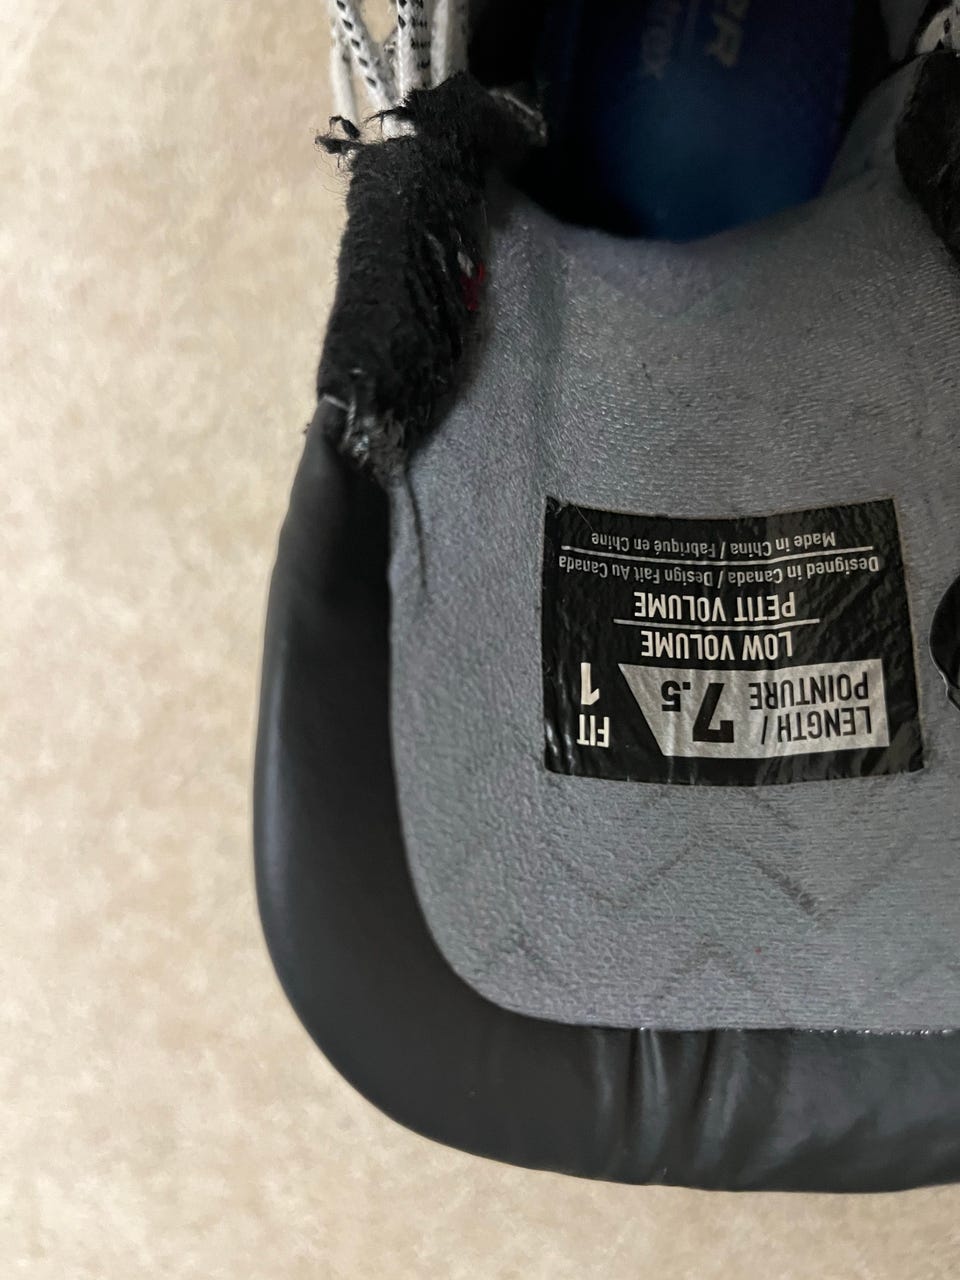 LENGTH /
POINTURE
7.5
FIT
1
LOW VOLUME
PETIT VOLUME
Designed in Canada / Design Fait Au Canada
Made in China / Fabriqué en Chine